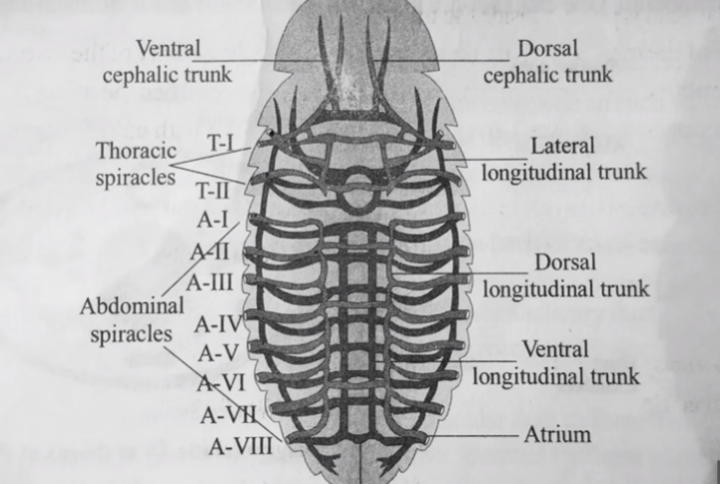 Ventral
cephalic trunk
Dorsal
cephalic trunk
T-I
Thoracic
spiracles
T-II
Lateral
longitudinal trunk
A-I
A-II
A-III
Dorsal
longitudinal trunk
Abdominal
spiracles
A-IV
A-V
A-VI
Ventral
longitudinal trunk
A-VII
A-VIII
Atrium